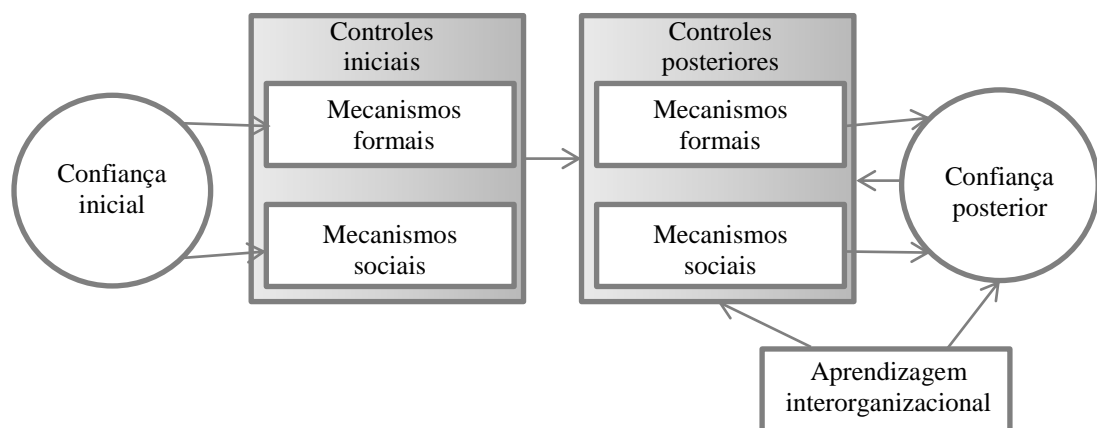 Confiança
inicial
Controles
iniciais
Mecanismos
formais
Mecanismos
sociais
Controles
posteriores
Mecanismos
formais
Mecanismos
sociais
Confiança
posterior
Aprendizagem
interorganizacional